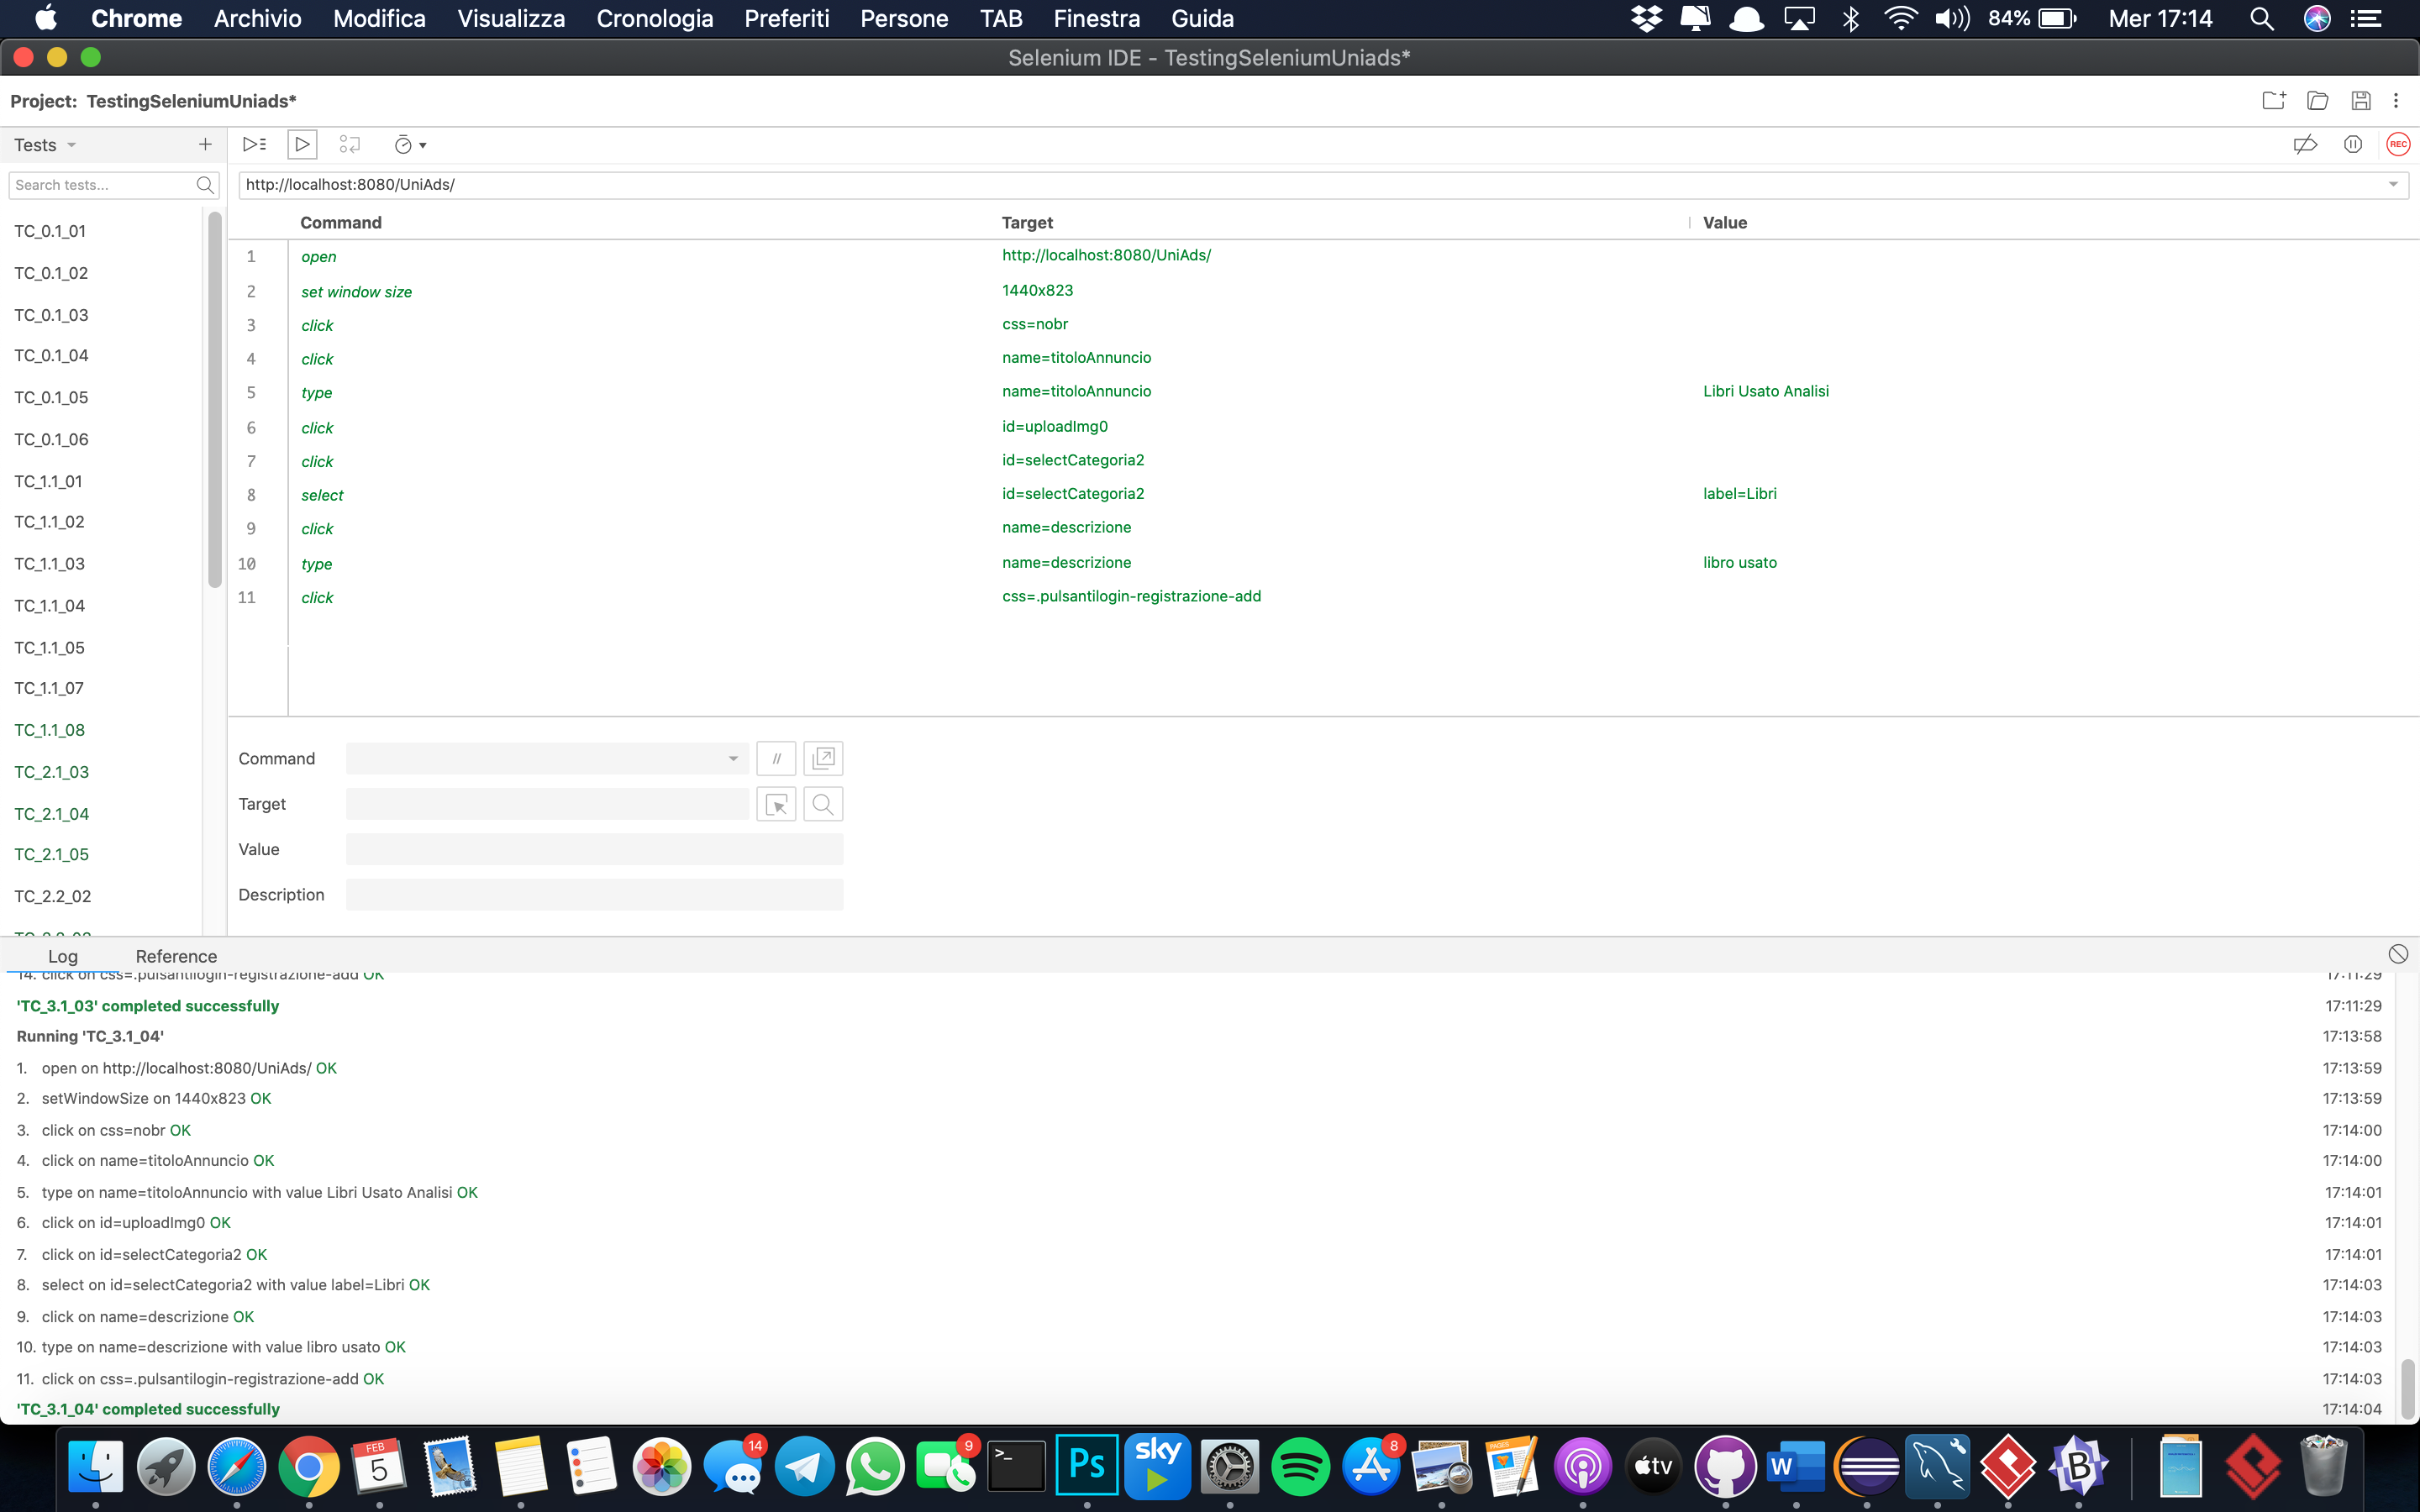 Chrome Archivio Modifica Visualizza Cronologia Preferiti Persone TAB Finestra Guida 84% Mer 17:14
Selenium IDE - TestingSeleniumUniads*
Project: TestingSeleniumUniads*
Tests
REC
Search tests...
http://localhost:8080/UniAds/
TC_0.1_01
TC_0.1_02
TC_0.1_03
TC_0.1_04
TC_0.1_05
TC_0.1_06
TC_1.1_01
TC_1.1_02
TC_1.1_03
TC_1.1_04
TC_1.1_05
TC_1.1_07
TC_1.1_08
TC_2.1_03
TC_2.1_04
TC_2.1_05
TC_2.2_02
Command Target Value
1 open http://localhost:8080/UniAds/
2 set window size 1440x823
3 click css=nobr
4 click name=titoloAnnuncio
5 type name=titoloAnnuncio Libri Usato Analisi
6 click id=uploadImg0
7 click id=selectCategoria2
8 select id=selectCategoria2 label=Libri
9 click name=descrizione
10 type name=descrizione libro usato
11 click css=.pulsantilogin-registrazione-add
Command //
Target
Value
Description
Log Reference
14. click on css=.pulsantilogin-registrazione-add OK 17:11:29
'TC_3.1_03' completed successfully 17:11:29
Running 'TC_3.1_04' 17:13:58
1. open on http://localhost:8080/UniAds/ OK 17:13:59
2. setWindowSize on 1440x823 OK 17:13:59
3. click on css=nobr OK 17:14:00
4. click on name=titoloAnnuncio OK 17:14:00
5. type on name=titoloAnnuncio with value Libri Usato Analisi OK 17:14:01
6. click on id=uploadImg0 OK 17:14:01
7. click on id=selectCategoria2 OK 17:14:01
8. select on id=selectCategoria2 with value label=Libri OK 17:14:03
9. click on name=descrizione OK 17:14:03
10. type on name=descrizione with value libro usato OK 17:14:03
11. click on css=.pulsantilogin-registrazione-add OK 17:14:03
'TC_3.1_04' completed successfully 17:14:04
FEB 5 14 9 >_ Ps sky 8 PAGES tv W B